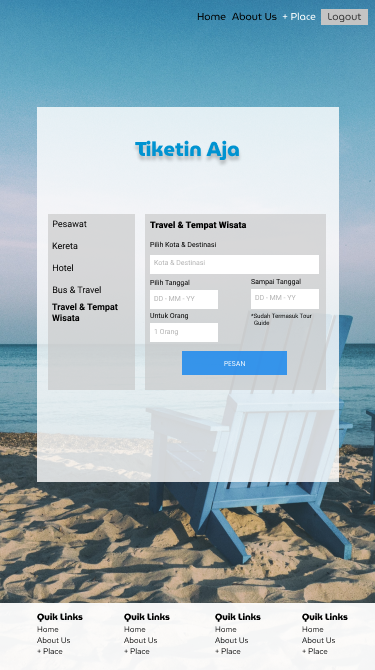 Home About Us + Place Logout
Tiketin Aja
Pesawat
Kereta
Hotel
Bus & Travel
Travel & Tempat
Wisata
Travel & Tempat Wisata
Pilih Kota & Destinasi
Kota & Destinasi
Pilih Tanggal
DD - MM - YY
Sampai Tanggal
DD - MM - YY
Untuk Orang
1 Orang
*Sudah Termasuk Tour
Guide
PESAN
Quik Links
Home
About Us
+ Place
Quik Links
Home
About Us
+ Place
Quik Links
Home
About Us
+ Place
Quik Links
Home
About Us
+ Place